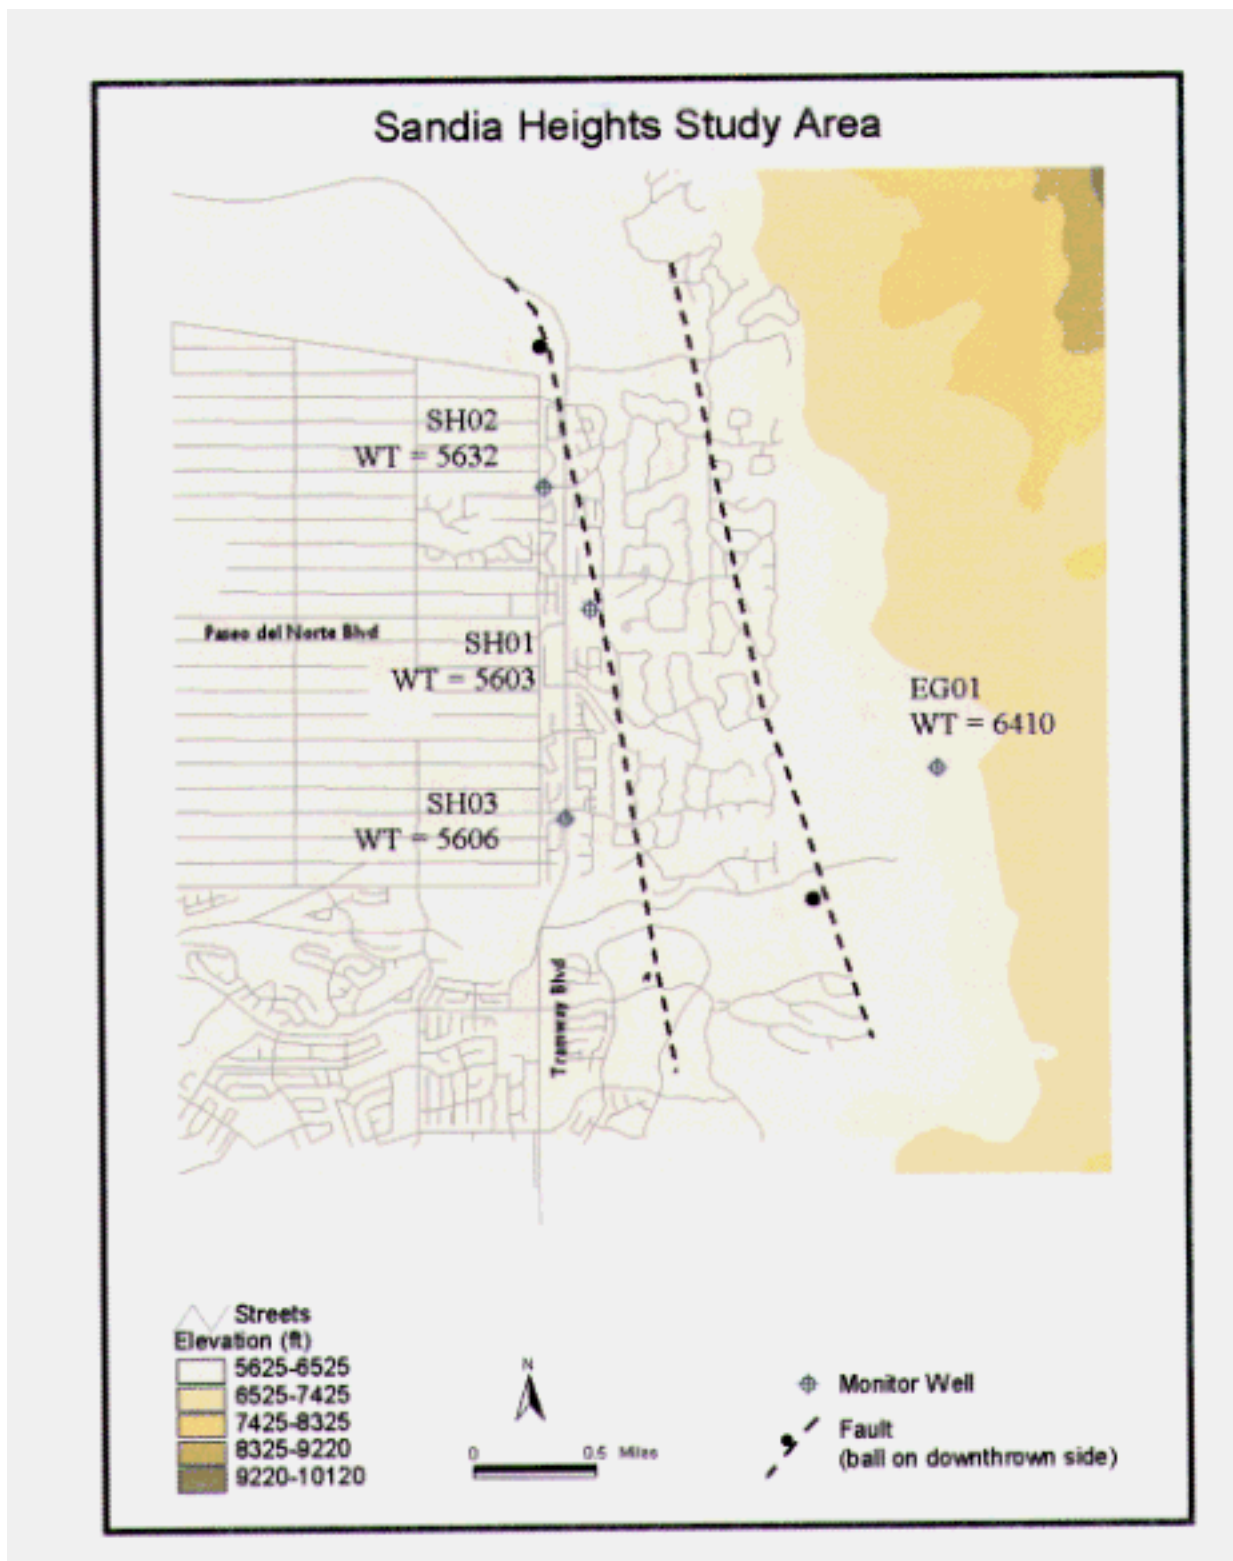 Sandia Heights Study Area
SH02
WT = 5632
Paseo del Norte Blvd
SH01
WT = 5603
EG01
WT = 6410
SH03
WT = 5606
Tramway Blvd
Streets
Elevation (ft)
5625-6525
6525-7425
7425-8325
8325-9220
9220-10120
N
0 0.5 Miles
Monitor Well
Fault
(ball on downthrown side)